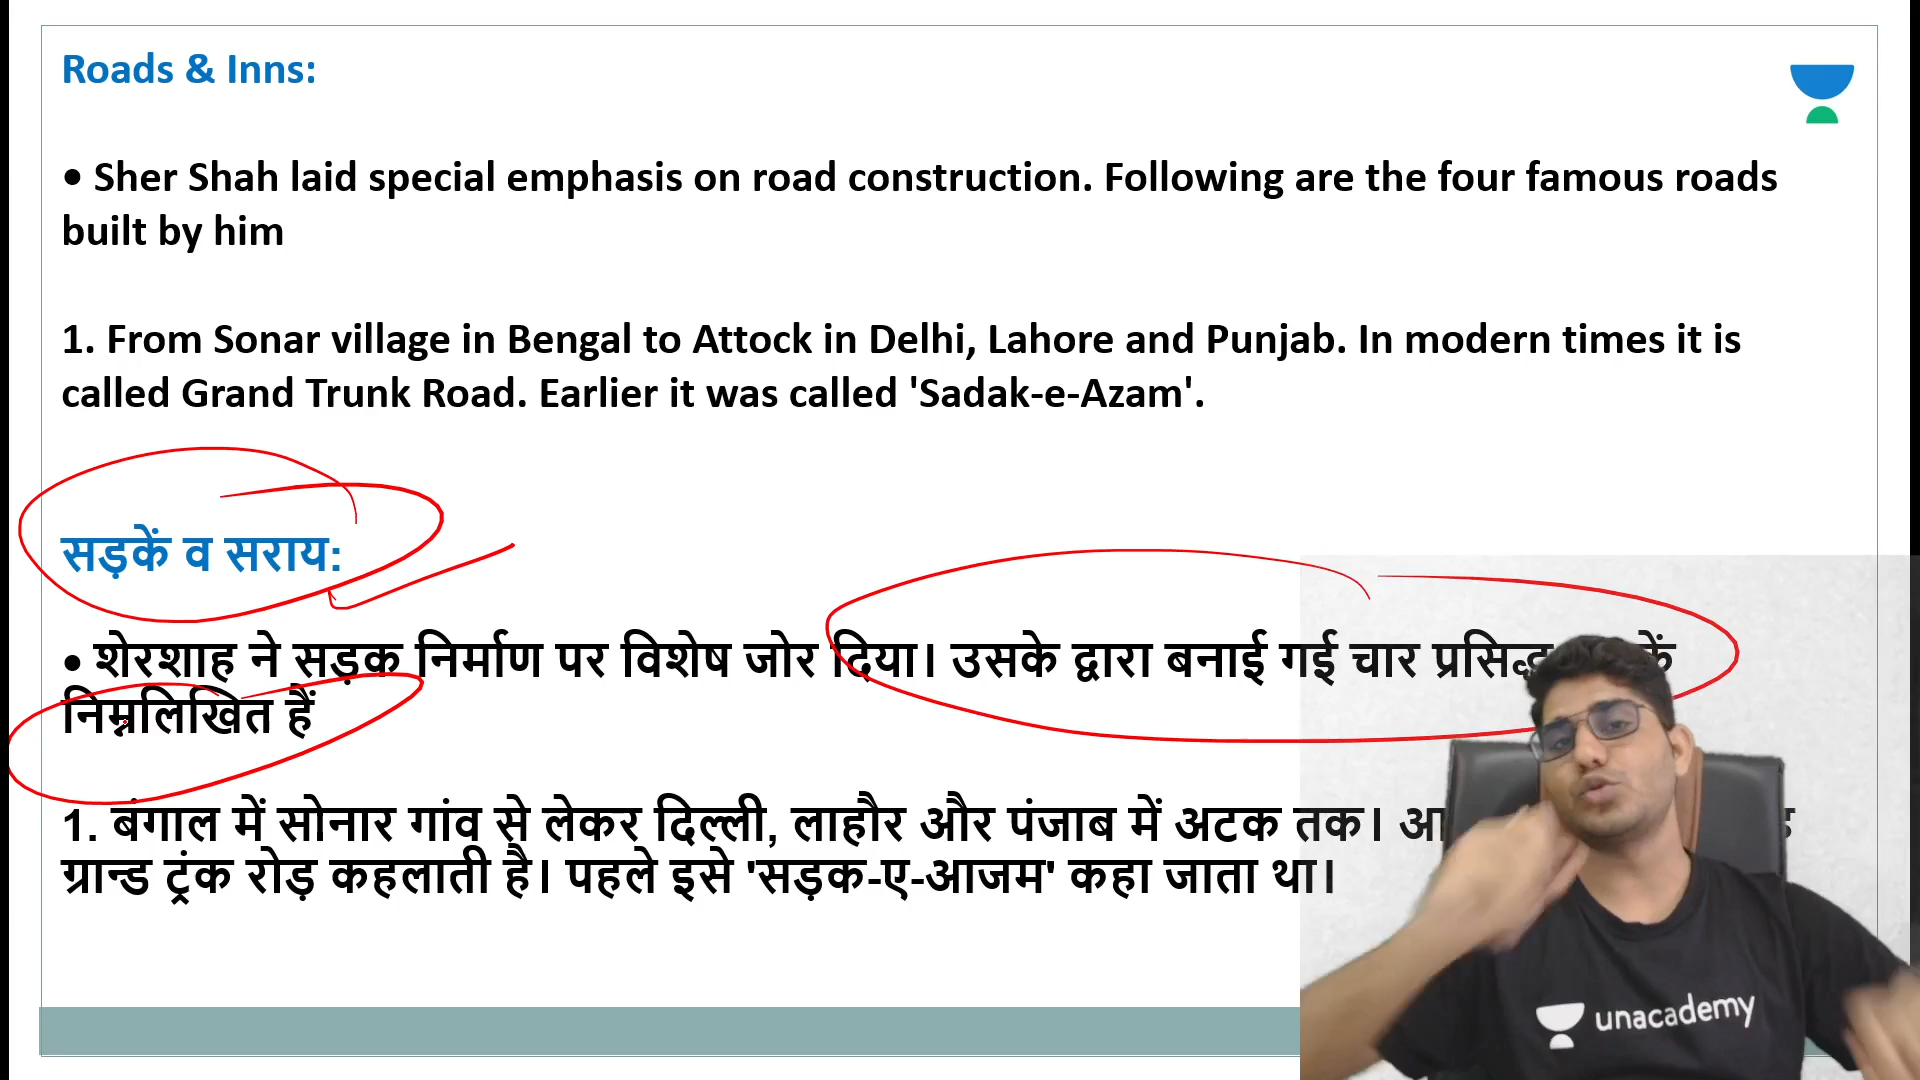 Roads & Inns:
• Sher Shah laid special emphasis on road construction. Following are the four famous roads
built by him
1. From Sonar village in Bengal to Attock in Delhi, Lahore and Punjab. In modern times it is
called Grand Trunk Road. Earlier it was called 'Sadak-e-Azam'.
सड़कें व सराय:
• शेरशाह ने सड़क निर्माण पर विशेष जोर दिया। उसके द्वारा बनाई गई चार प्रसिद्ध
निम्नलिखित हैं
1. बंगाल में सोनार गांव से लेकर दिल्ली, लाहौर और पंजाब में अटक तक।
ग्रान्ड ट्रंक रोड़ कहलाती है। पहले इसे 'सड़क-ए-आजम' कहा जाता था।
unacademy